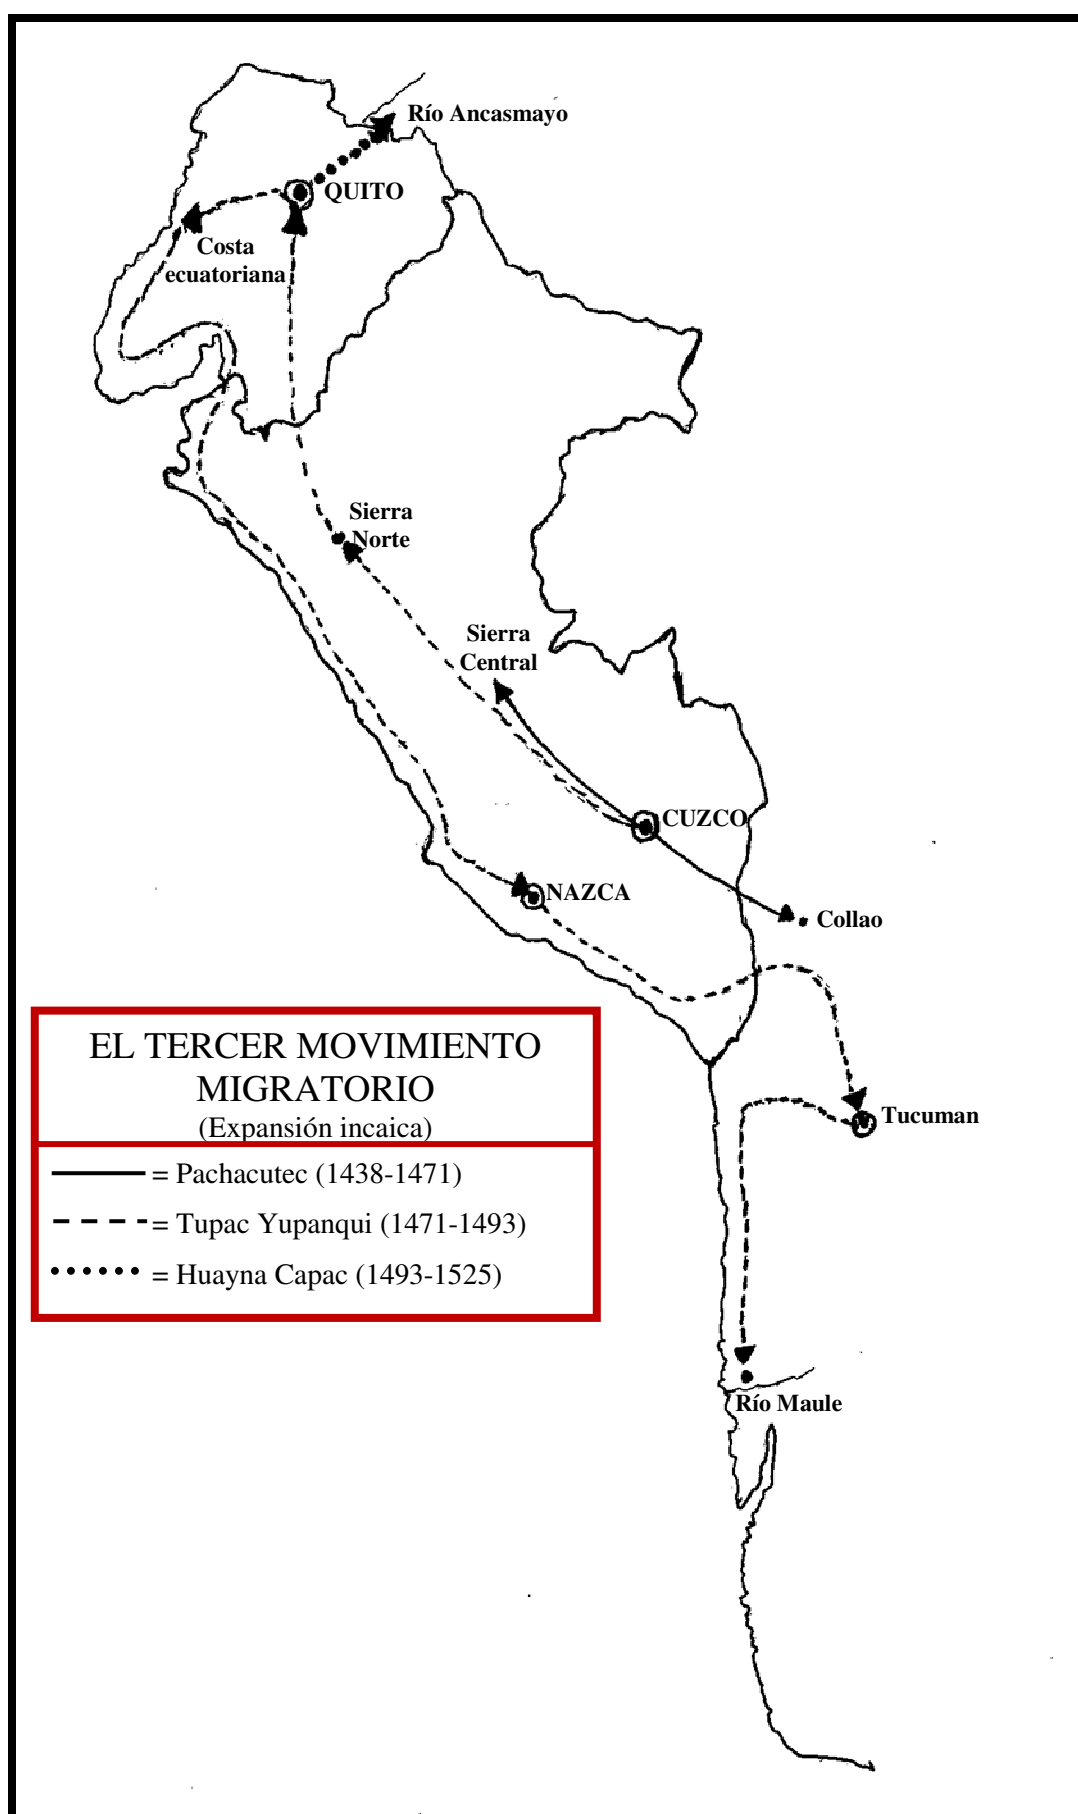 Río Ancasmayo
QUITO
Costa
ecuatoriana
Sierra
Norte
Sierra
Central
CUZCO
NAZCA
Collao
EL TERCER MOVIMIENTO
MIGRATORIO
(Expansión incaica)
= Pachacutec (1438-1471)
= Tupac Yupanqui (1471-1493)
= Huayna Capac (1493-1525)
Tucuman
Río Maule